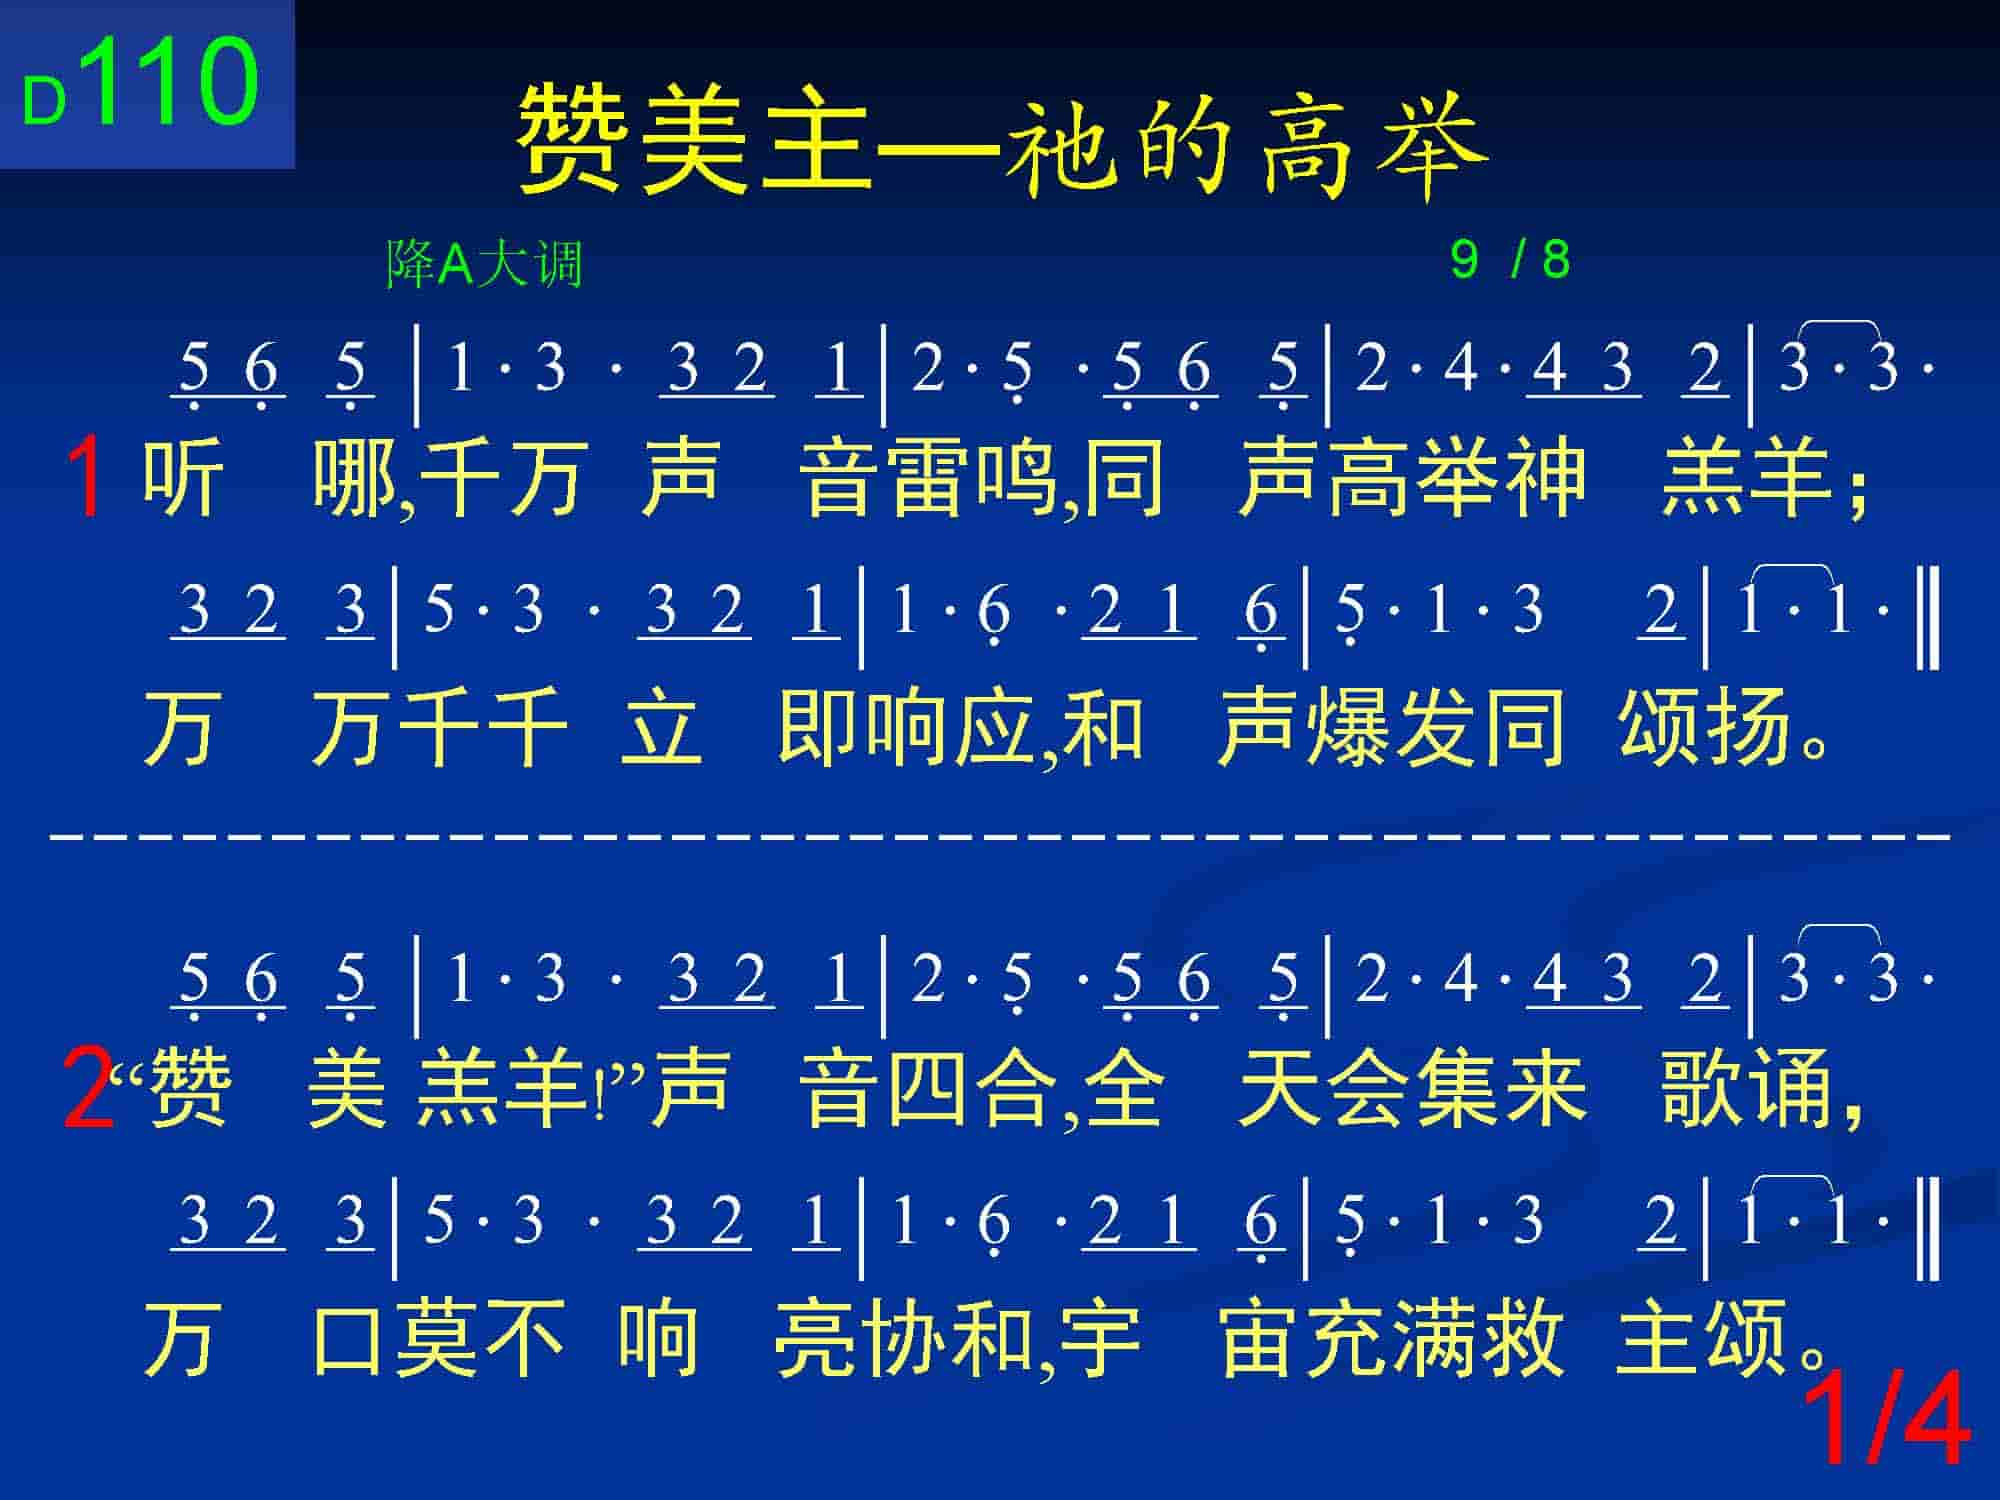 D110
赞美主—祂的高举
降A大调 9 / 8
5 6 5 | 1 · 3 · 3 2 1 | 2 · 5 · 5 6 5 | 2 · 4 · 4 3 2 | 3 · 3 ·
1 听 哪,千万 声 音雷鸣,同 声高举神 羔羊；
3 2 3 | 5 · 3 · 3 2 1 | 1 · 6 · 2 1 6 | 5 · 1 · 3 2 | 1 · 1 · ‖
万 万千千 立 即响应,和 声爆发同 颂扬。
5 6 5 | 1 · 3 · 3 2 1 | 2 · 5 · 5 6 5 | 2 · 4 · 4 3 2 | 3 · 3 ·
2 “赞 美 羔羊!”声 音四合,全 天会集来 歌诵，
3 2 3 | 5 · 3 · 3 2 1 | 1 · 6 · 2 1 6 | 5 · 1 · 3 2 | 1 · 1 · ‖
万 口莫不 响 亮协和,宇 宙充满救 主颂。
1/4